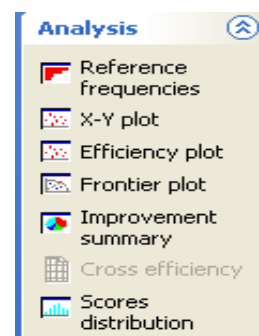 Analysis
Reference
frequencies
X-Y plot
Efficiency plot
Frontier plot
Improvement
summary
Cross efficiency
Scores
distribution